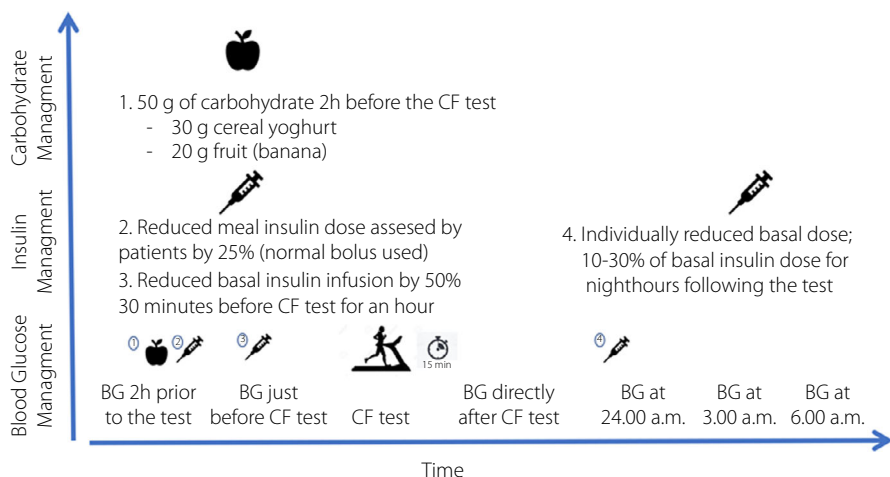 Carbohydrate
Managment
1. 50 g of carbohydrate 2h before the CF test
- 30 g cereal yoghurt
- 20 g fruit (banana)
Insulin
Managment
2. Reduced meal insulin dose assesed by
patients by 25% (normal bolus used)
3. Reduced basal insulin infusion by 50%
30 minutes before CF test for an hour
4. Individually reduced basal dose;
10-30% of basal insulin dose for
nighthours following the test
Blood Glucose
Managment
1
2
3
15 min
4
BG 2h prior
to the test
BG just
before CF test
CF test
BG directly
after CF test
BG at
24.00 a.m.
BG at
3.00 a.m.
BG at
6.00 a.m.
Time